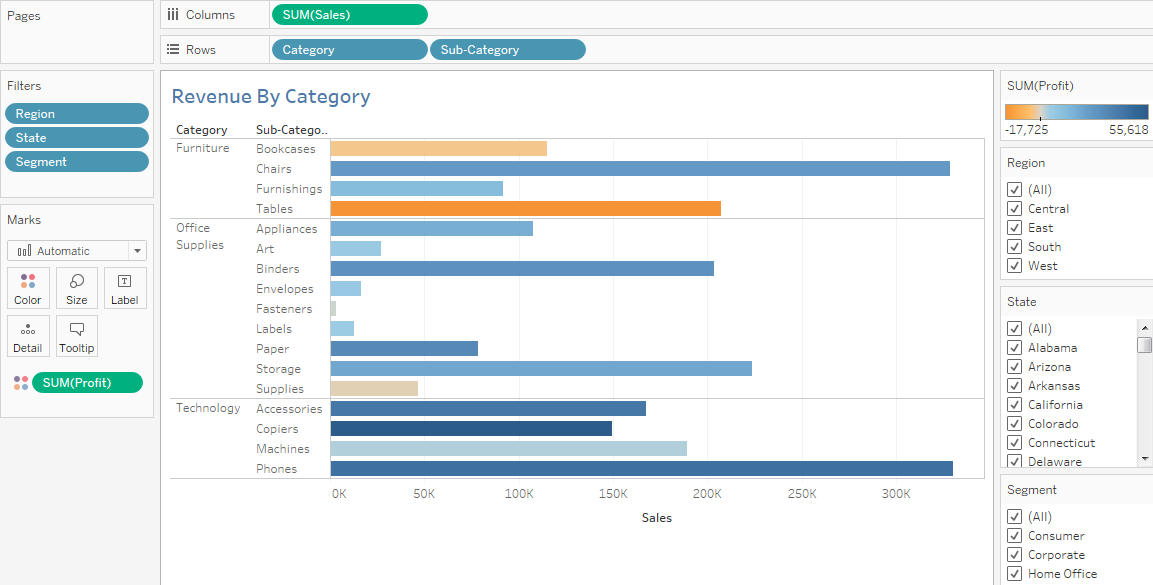 Pages
Columns
SUM(Sales)
Rows
Category
Sub-Category
Filters
Region
State
Segment
Marks
Automatic
Color
Size
Label
Detail
Tooltip
SUM(Profit)
Revenue By Category
Category Sub-Catego..
Furniture
Bookcases
Chairs
Furnishings
Tables
Office
Supplies
Appliances
Art
Binders
Envelopes
Fasteners
Labels
Paper
Storage
Supplies
Technology
Accessories
Copiers
Machines
Phones
0K 50K 100K 150K 200K 250K 300K
Sales
SUM(Profit)
-17,725 55,618
Region
(All)
Central
East
South
West
State
(All)
Alabama
Arizona
Arkansas
California
Colorado
Connecticut
Delaware
Segment
(All)
Consumer
Corporate
Home Office